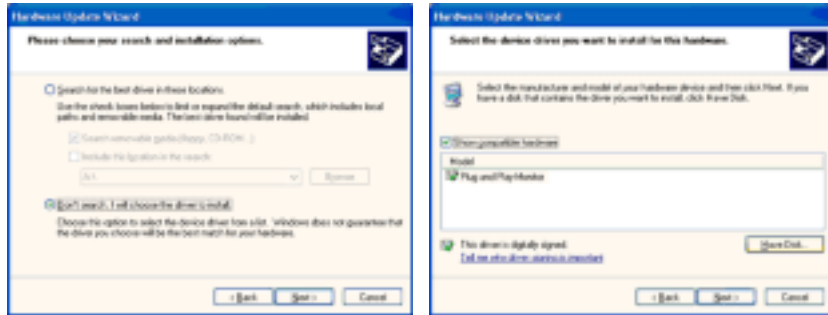 Hardware Update Wizard
Please choose your search and installation options.
Search for the best driver in these locations.
Use the check boxes below to limit or expand the default search, which includes local
paths and removable media. The best driver found will be installed.
Search removable media (floppy, CD-ROM...)
Include this location in the search:
A:\
Browse
Don't search. I will choose the driver to install.
Choose this option to select the device driver from a list. Windows does not guarantee that
the driver you choose will be the best match for your hardware.
< Back
Next >
Cancel
Hardware Update Wizard
Select the device driver you want to install for this hardware.
Select the manufacturer and model of your hardware device and then click Next. If you
have a disk that contains the driver you want to install, click Have Disk.
Show compatible hardware
Model
Plug and Play Monitor
This driver is digitally signed.
Tell me why driver signing is important
Have Disk...
< Back
Next >
Cancel